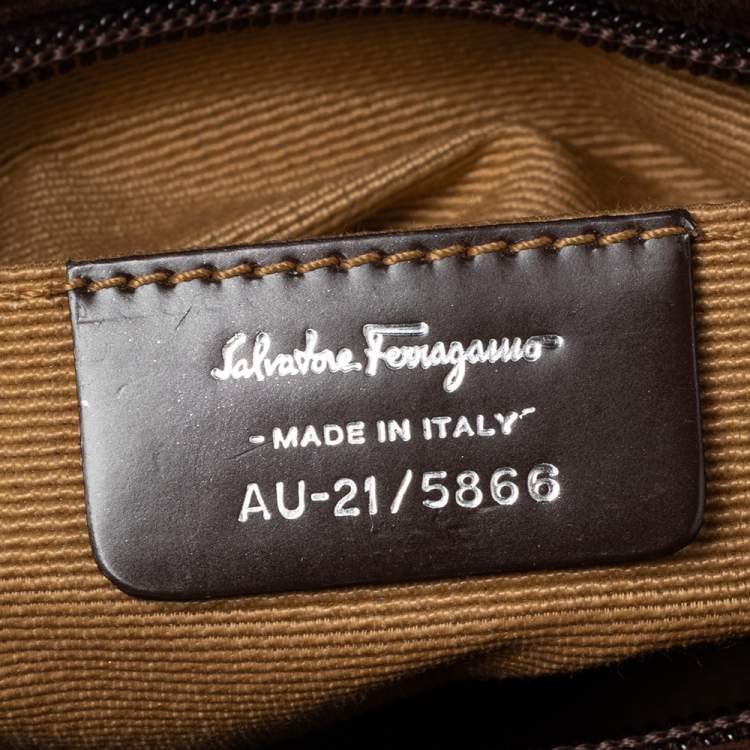 Salvatore Ferragamo
- MADE IN ITALY -
AU-21/5866